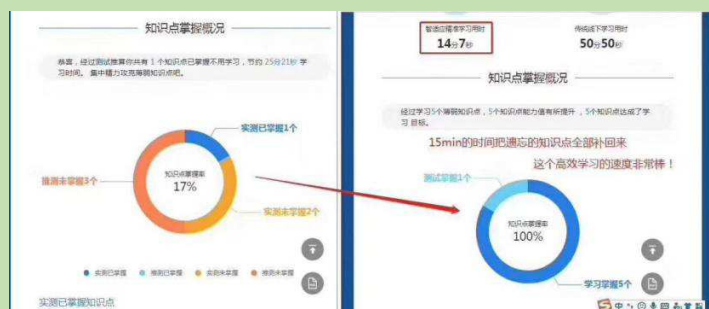 知识点掌握概况
恭喜，经过测试推算你共有 1 个知识点已掌握不用学习，节约 25分21秒 学
习时间。 集中精力攻克薄弱知识点吧。
实测已掌握1个
推测未掌握3个
知识点掌握率
17%
实测未掌握2个
实测已掌握
推测已掌握
实测未掌握
推测未掌握
实测已掌握知识点
智适应精准学习用时
14分7秒
传统线下学习用时
50分50秒
知识点掌握概况
经过学习5个薄弱知识点，5个知识点能力值有所提升 ，5个知识点达成了学
习 目标。
15min的时间把遗忘的知识点全部补回来
这个高效学习的速度非常棒！
测试掌握1个
知识点掌握率
100%
学习掌握5个
中